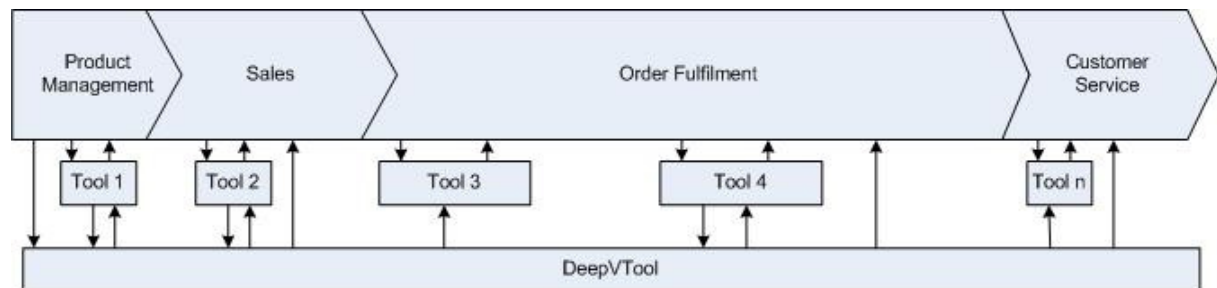 Product
Management
Sales
Order Fulfilment
Customer
Service
Tool 1
Tool 2
Tool 3
Tool 4
Tool n
DeepVTool